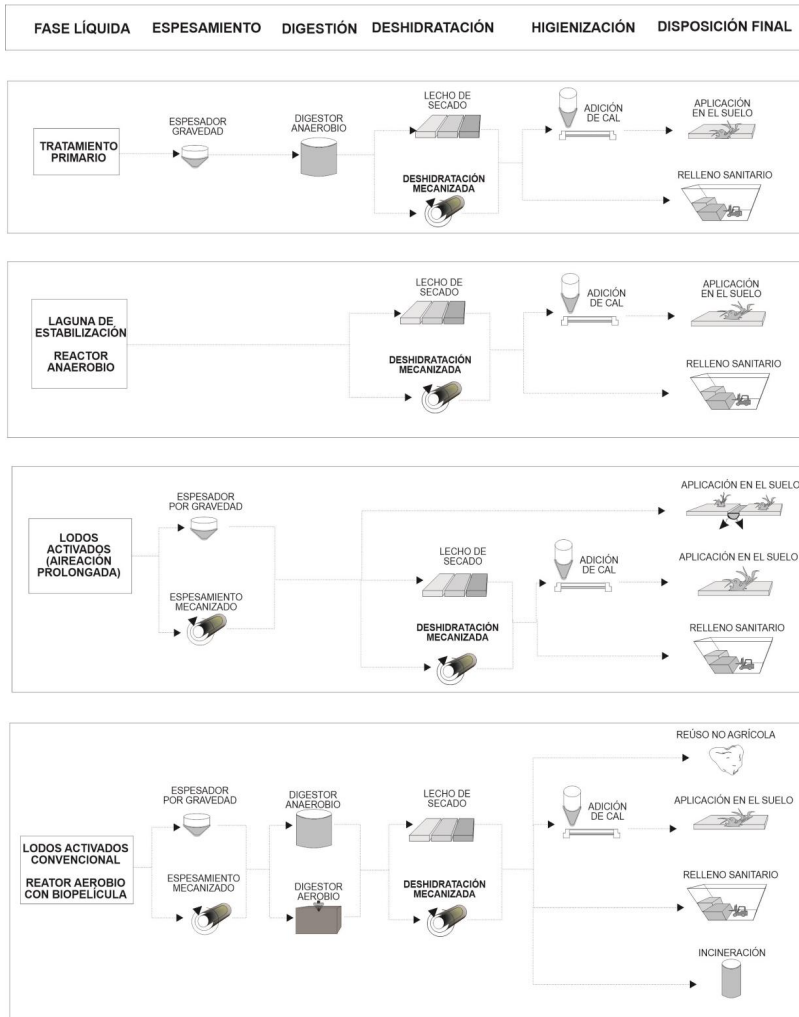 FASE LÍQUIDA ESPESAMIENTO DIGESTIÓN DESHIDRATACIÓN HIGIENIZACIÓN DISPOSICIÓN FINAL
TRATAMIENTO
PRIMARIO
ESPESADOR
GRAVEDAD
DIGESTOR
ANAEROBIO
LECHO DE
SECADO
DESHIDRATACIÓN
MECANIZADA
ADICIÓN
DE CAL
APLICACIÓN
EN EL SUELO
RELLENO SANITARIO
LAGUNA DE
ESTABILIZACIÓN
REACTOR
ANAEROBIO
LECHO DE
SECADO
DESHIDRATACIÓN
MECANIZADA
ADICIÓN
DE CAL
APLICACIÓN
EN EL SUELO
RELLENO SANITARIO
LODOS
ACTIVADOS
(AIREACIÓN
PROLONGADA)
ESPESADOR
POR GRAVEDAD
ESPESAMIENTO
MECANIZADO
LECHO DE
SECADO
DESHIDRATACIÓN
MECANIZADA
ADICIÓN
DE CAL
APLICACIÓN EN EL SUELO
APLICACIÓN EN EL SUELO
RELLENO SANITARIO
LODOS ACTIVADOS
CONVENCIONAL
REATOR AEROBIO
CON BIOPELÍCULA
ESPESADOR
POR GRAVEDAD
ESPESAMIENTO
MECANIZADO
DIGESTOR
ANAEROBIO
DIGESTOR
AEROBIO
LECHO DE
SECADO
DESHIDRATACIÓN
MECANIZADA
ADICIÓN
DE CAL
REÚSO NO AGRÍCOLA
APLICACIÓN EN EL SUELO
RELLENO SANITARIO
INCINERACIÓN